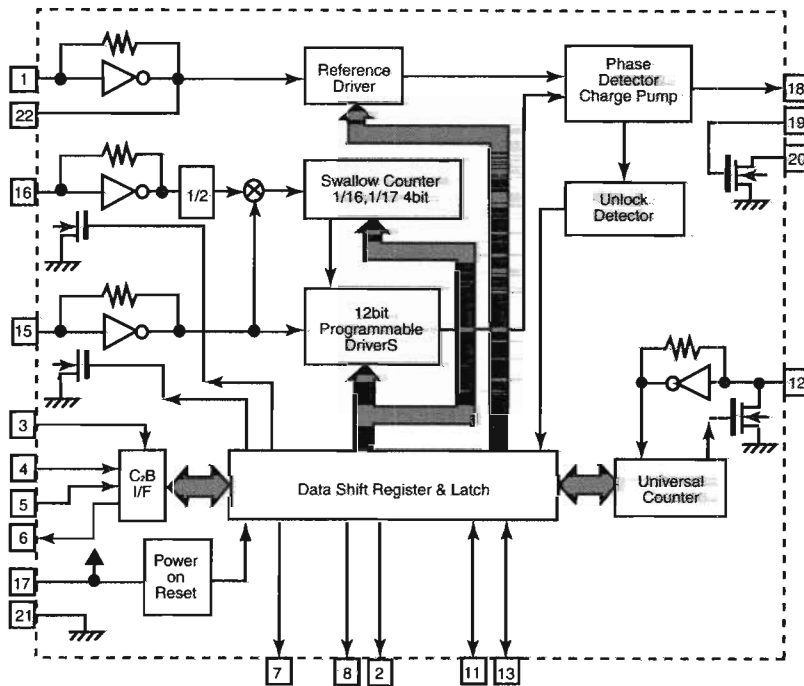 1
Reference
Driver
Phase
Detector
Charge Pump
18
22
19
20
16
1/2
Swallow Counter
1/16,1/17 4bit
Unlock
Detector
15
12bit
Programmable
DriverS
12
3
4
C₂B
I/F
5
6
Data Shift Register & Latch
Universal
Counter
17
Power
on
Reset
21
7
8
2
11
13